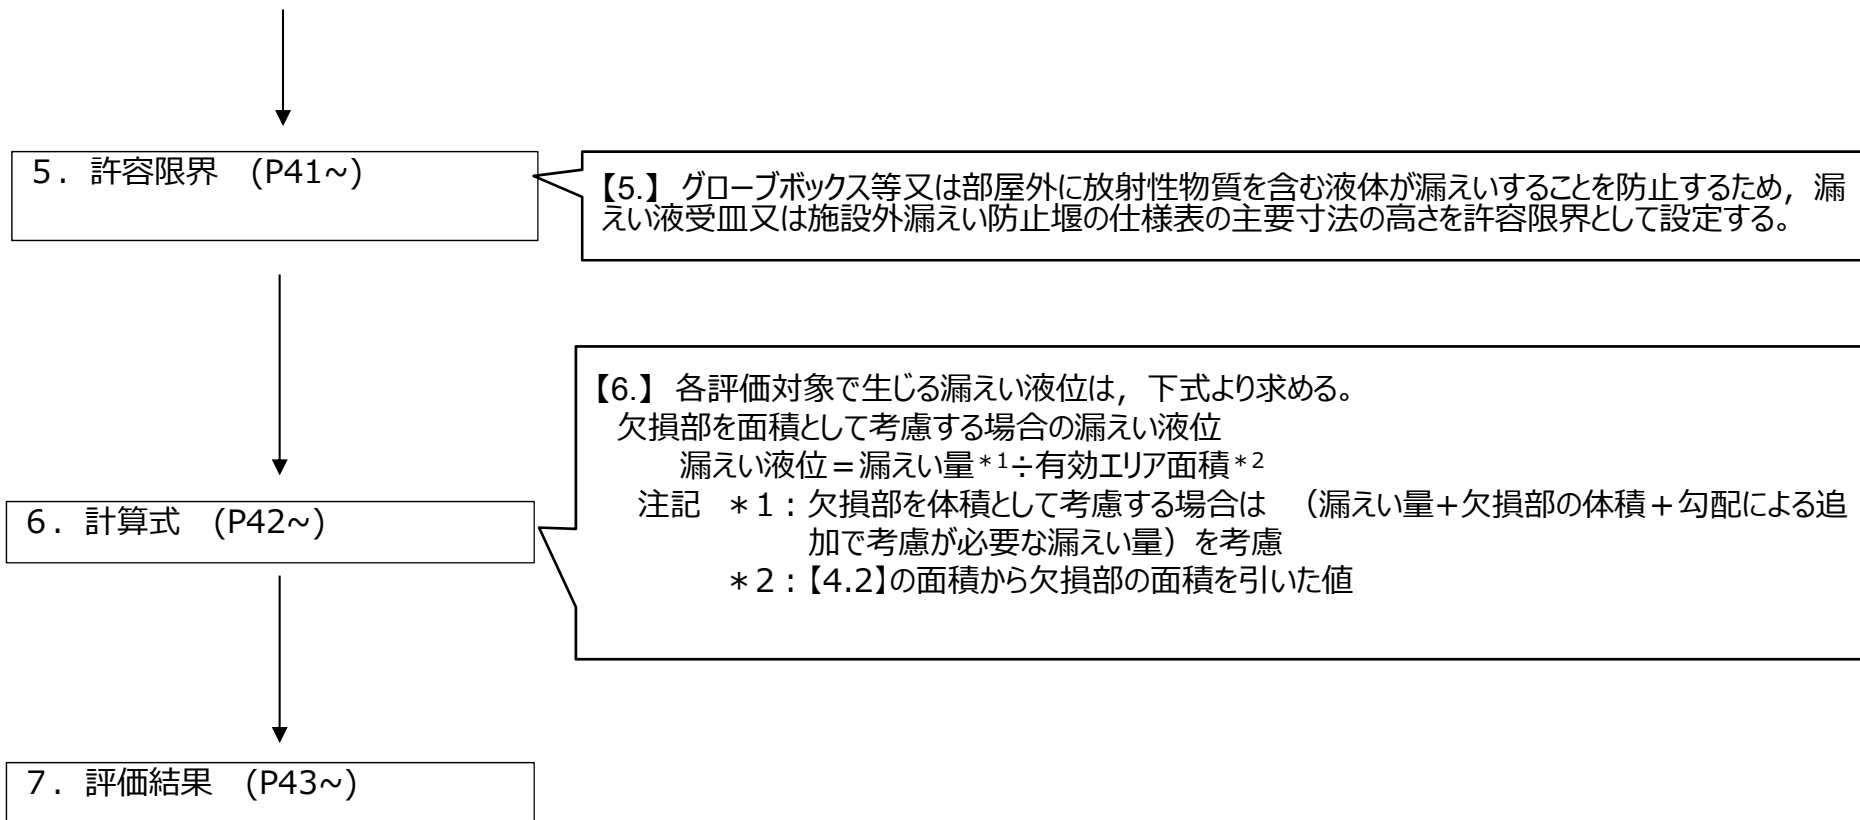 5．許容限界　(P41~)
【5.】 グローブボックス等又は部屋外に放射性物質を含む液体が漏えいすることを防止するため，漏
えい液受皿又は施設外漏えい防止堰の仕様表の主要寸法の高さを許容限界として設定する。
【6.】 各評価対象で生じる漏えい液位は，下式より求める。
欠損部を面積として考慮する場合の漏えい液位
漏えい液位＝漏えい量＊1÷有効エリア面積＊2
注記　＊1：欠損部を体積として考慮する場合は　（漏えい量＋欠損部の体積＋勾配による追
加で考慮が必要な漏えい量）を考慮
＊2：【4.2】の面積から欠損部の面積を引いた値
6．計算式　(P42~)
7．評価結果　(P43~)